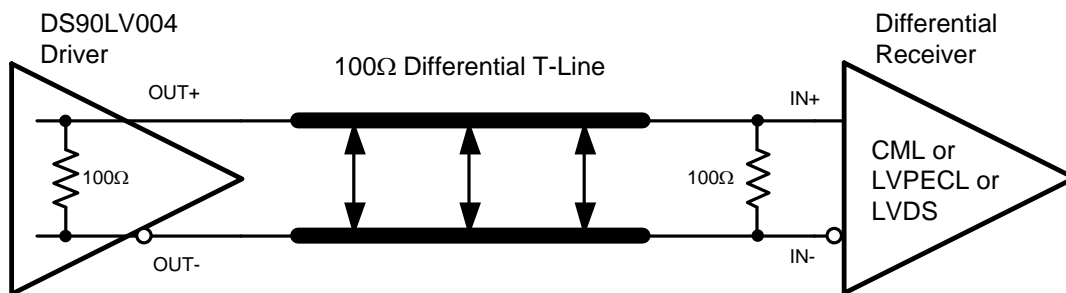 DS90LV004
Driver
100Ω Differential T-Line
Differential
Receiver
OUT+
IN+
100Ω
100Ω
CML or
LVPECL or
LVDS
OUT-
IN-